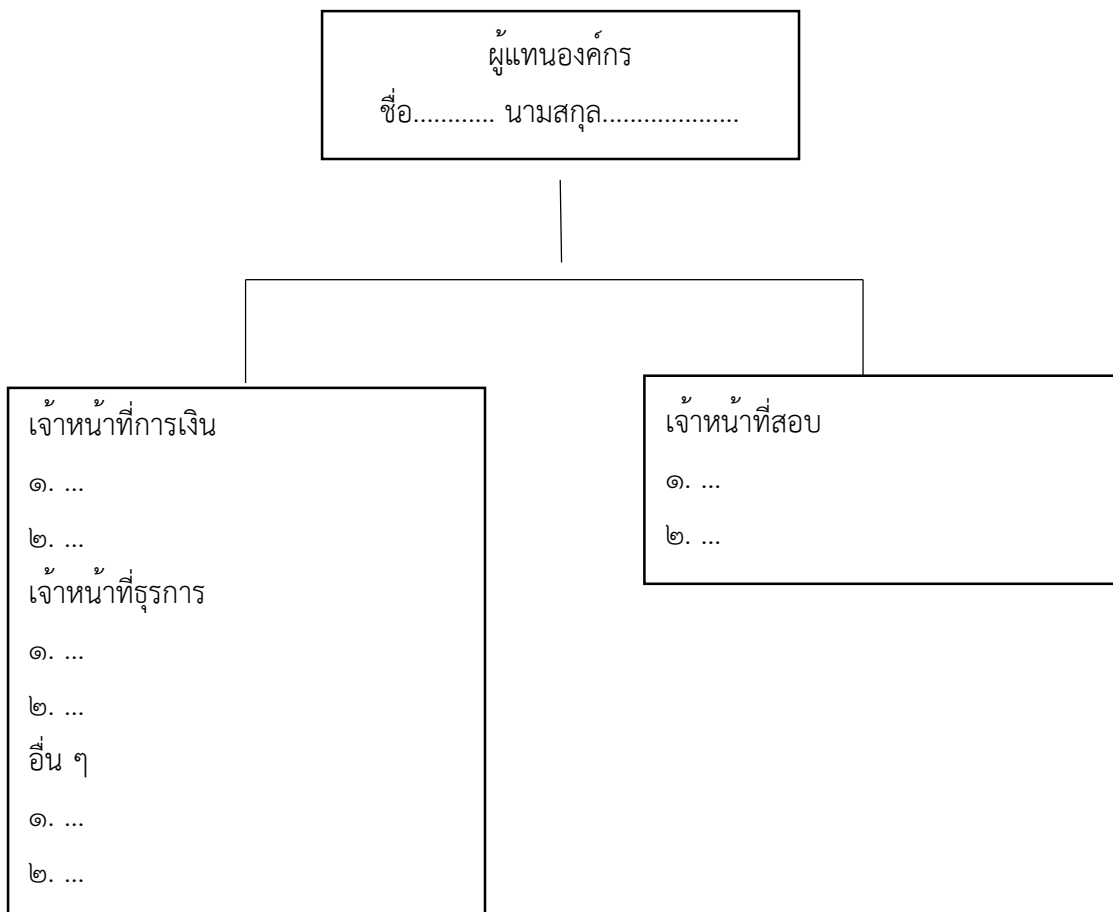 ผู้แทนองค์กร
ชื่อ............ นามสกุล...................
เจ้าหน้าที่การเงิน
๑. ...
๒. ...
เจ้าหน้าที่ธุรการ
๑. ...
๒. ...
อื่น ๆ
๑. ...
๒. ...
เจ้าหน้าที่สอบ
๑. ...
๒. ...